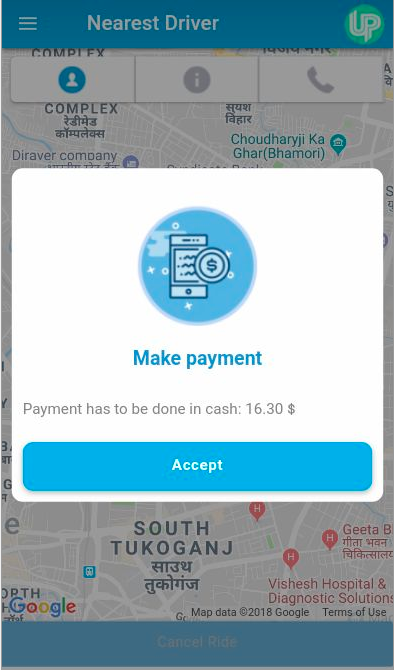 Nearest Driver
UP
COMPLEX
विजय नगर
COMPLEX
रेडीमेड
कॉम्पलेक्स
सुयश
विहार
Choudharyji Ka
Ghar(Bhamori)
Diraver company
Make payment
Payment has to be done in cash: 16.30 $
Accept
SOUTH
TUKOGANJ
साउथ
तुकोगंज
Geeta B
गीता भवन
चिकित्सालय
Vishesh Hospital &
Diagnostic Solutions
Google
Map data ©2018 Google Terms of Use
Cancel Ride